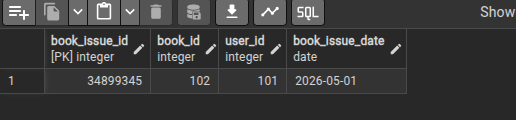 SQL
Show
book_issue_id book_id user_id book_issue_date
[PK] integer integer integer date
1 34899345 102 101 2026-05-01